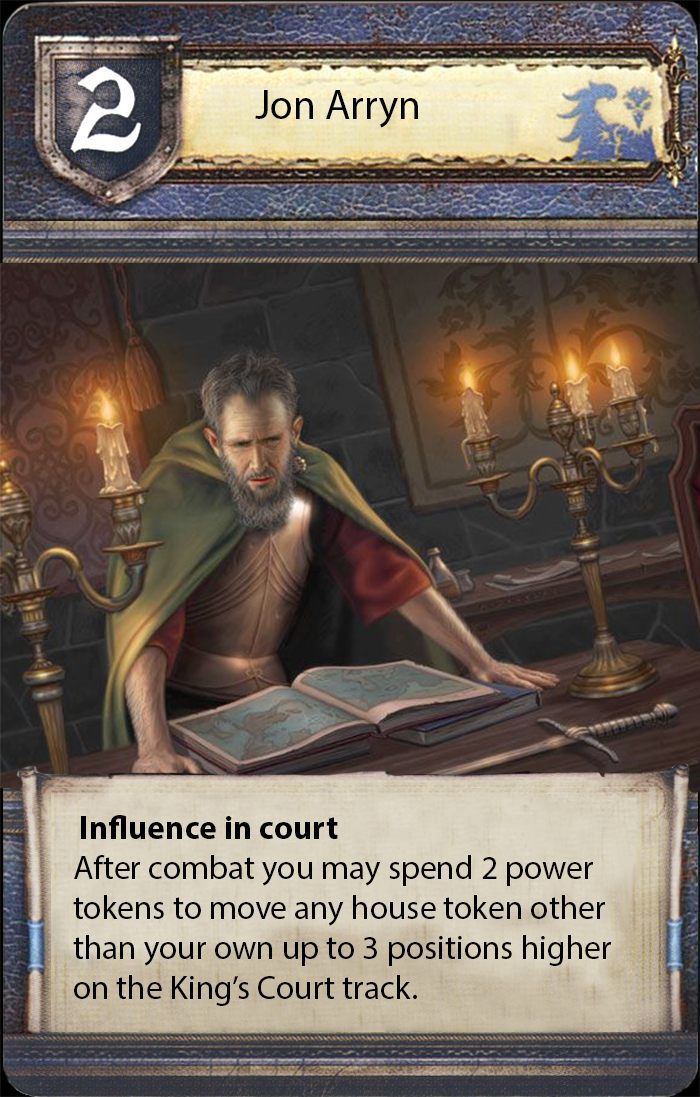 2
Jon Arryn
Influence in court
After combat you may spend 2 power
tokens to move any house token other
than your own up to 3 positions higher
on the King’s Court track.